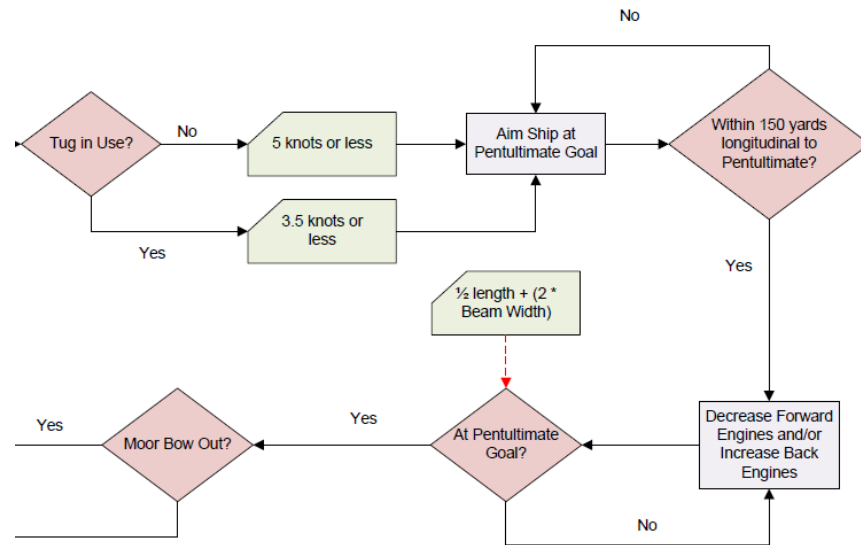 No
Tug in Use?
No
5 knots or less
Aim Ship at
Pentultimate Goal
Within 150 yards
longitudinal to
Pentultimate?
3.5 knots or
less
Yes
Yes
½ length + (2 *
Beam Width)
Yes
Moor Bow Out?
Yes
At Pentultimate
Goal?
Decrease Forward
Engines and/or
Increase Back
Engines
No